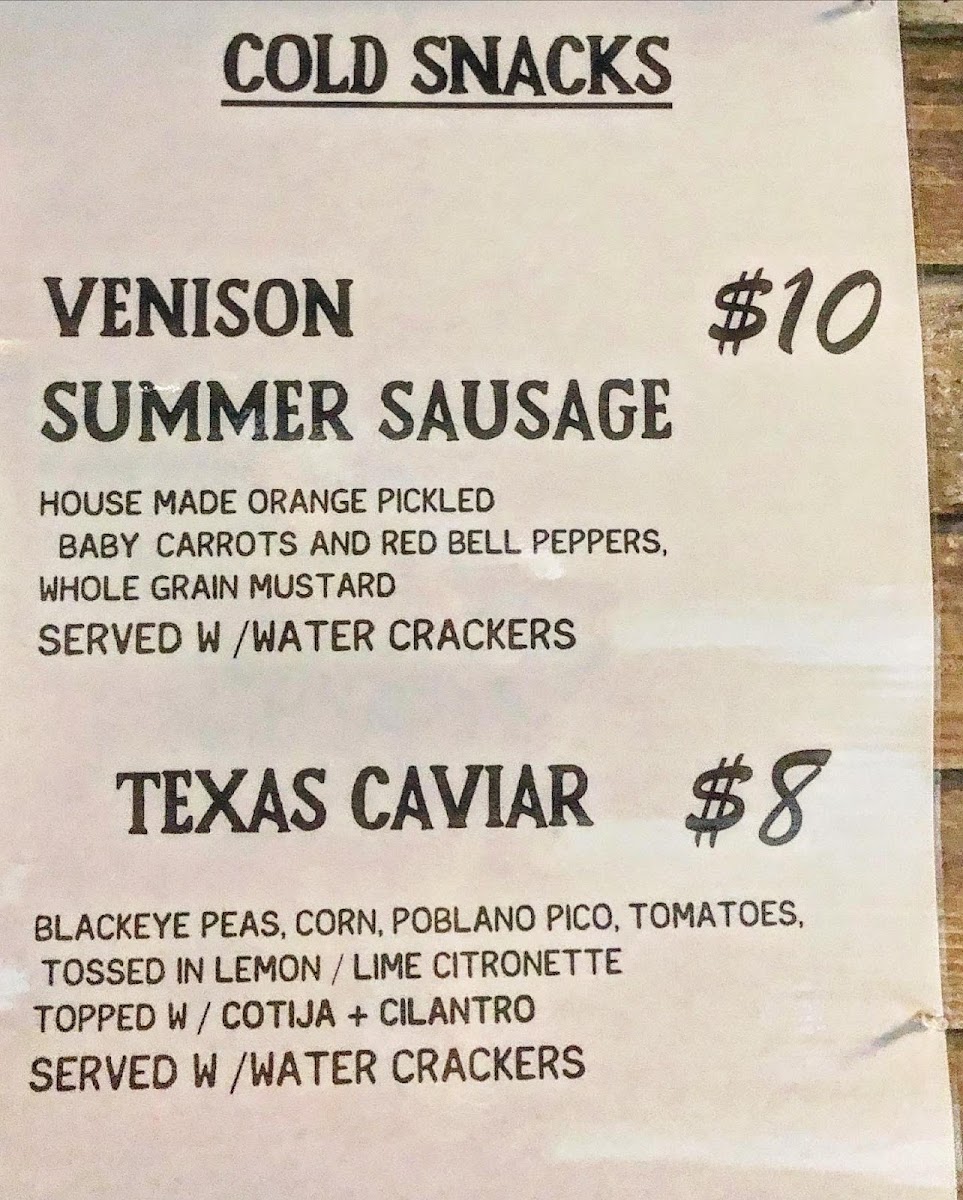 COLD SNACKS
VENISON $10
SUMMER SAUSAGE
HOUSE MADE ORANGE PICKLED
BABY CARROTS AND RED BELL PEPPERS,
WHOLE GRAIN MUSTARD
SERVED W /WATER CRACKERS
TEXAS CAVIAR $8
BLACKEYE PEAS, CORN, POBLANO PICO, TOMATOES,
TOSSED IN LEMON / LIME CITRONETTE
TOPPED W / COTIJA + CILANTRO
SERVED W /WATER CRACKERS